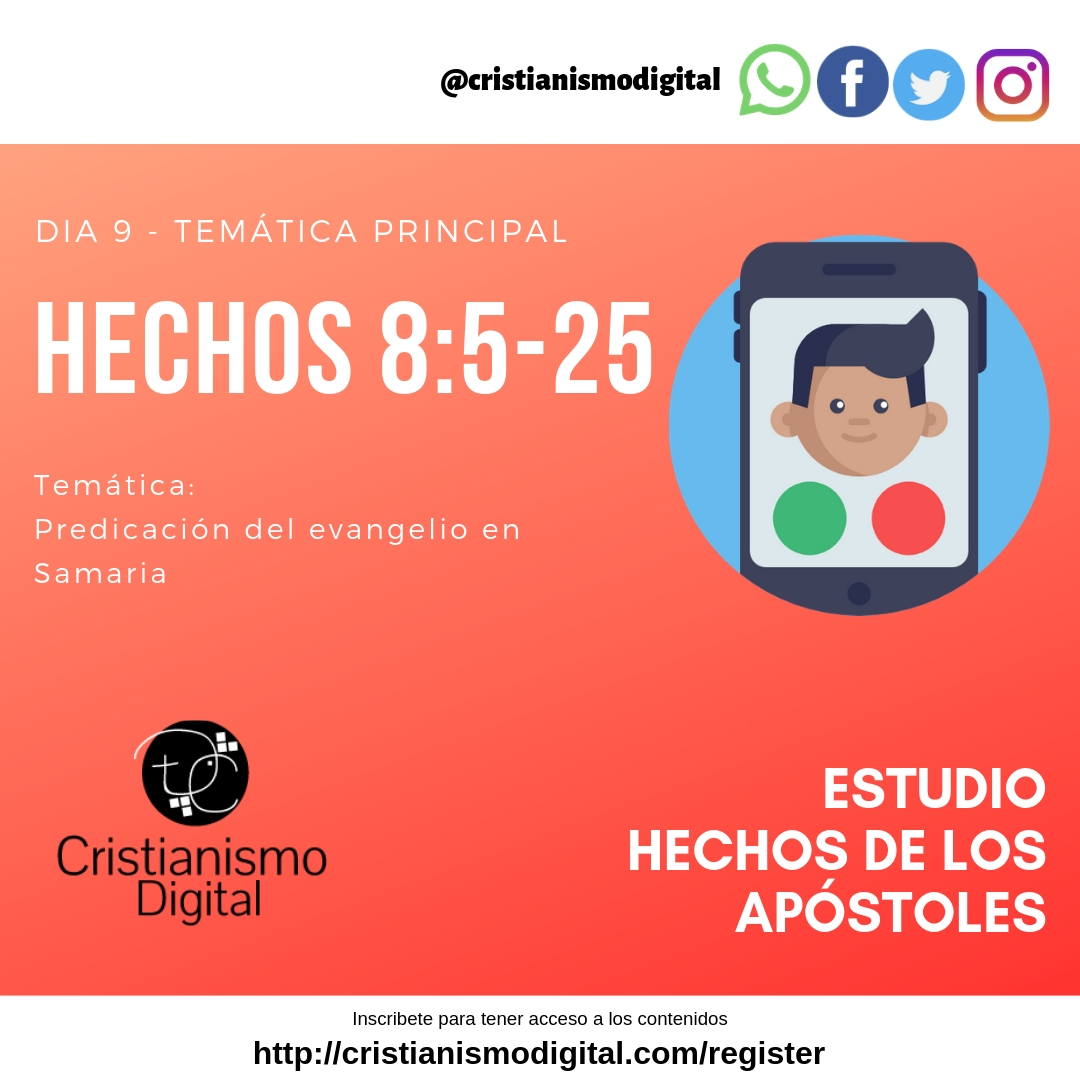 @cristianismodigital
DIA 9 - TEMÁTICA PRINCIPAL
HECHOS 8:5-25
Temática:
Predicación del evangelio en
Samaria
Cristianismo
Digital
ESTUDIO
HECHOS DE LOS
APÓSTOLES
Inscribete para tener acceso a los contenidos
http://cristianismodigital.com/register